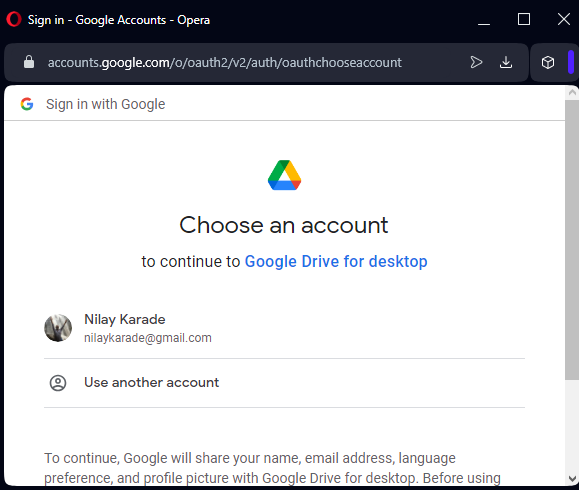 Sign in - Google Accounts - Opera
accounts.google.com/o/oauth2/v2/auth/oauthchooseaccount
Sign in with Google
Choose an account
to continue to Google Drive for desktop
Nilay Karade
nilaykarade@gmail.com
Use another account
To continue, Google will share your name, email address, language
preference, and profile picture with Google Drive for desktop. Before using